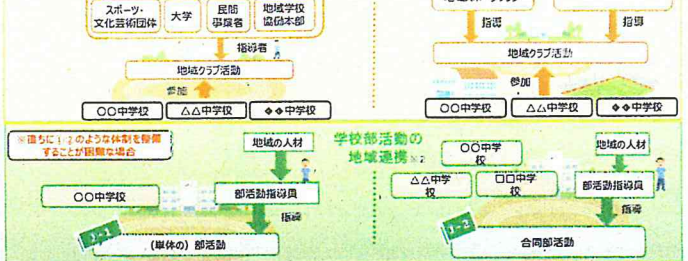 スポーツ・
文化芸術団体
大学
民間
事業者
地域学校
協働本部
指導者
地域クラブ活動
参加
〇〇中学校
△△中学校
◆◆中学校
指導
指導
地域クラブ活動
参加
〇〇中学校
△△中学校
◆◆中学校
※直ちに
のような体制を整備
することが困難な場合
学校部活動の
地域連携※2
地域の人材
〇〇中学校
部活動指導員
指導
(単体の)部活動
〇〇中学
校
△△中学
校
□□中学
校
地域の人材
部活動指導員
指導
3-2
合同部活動